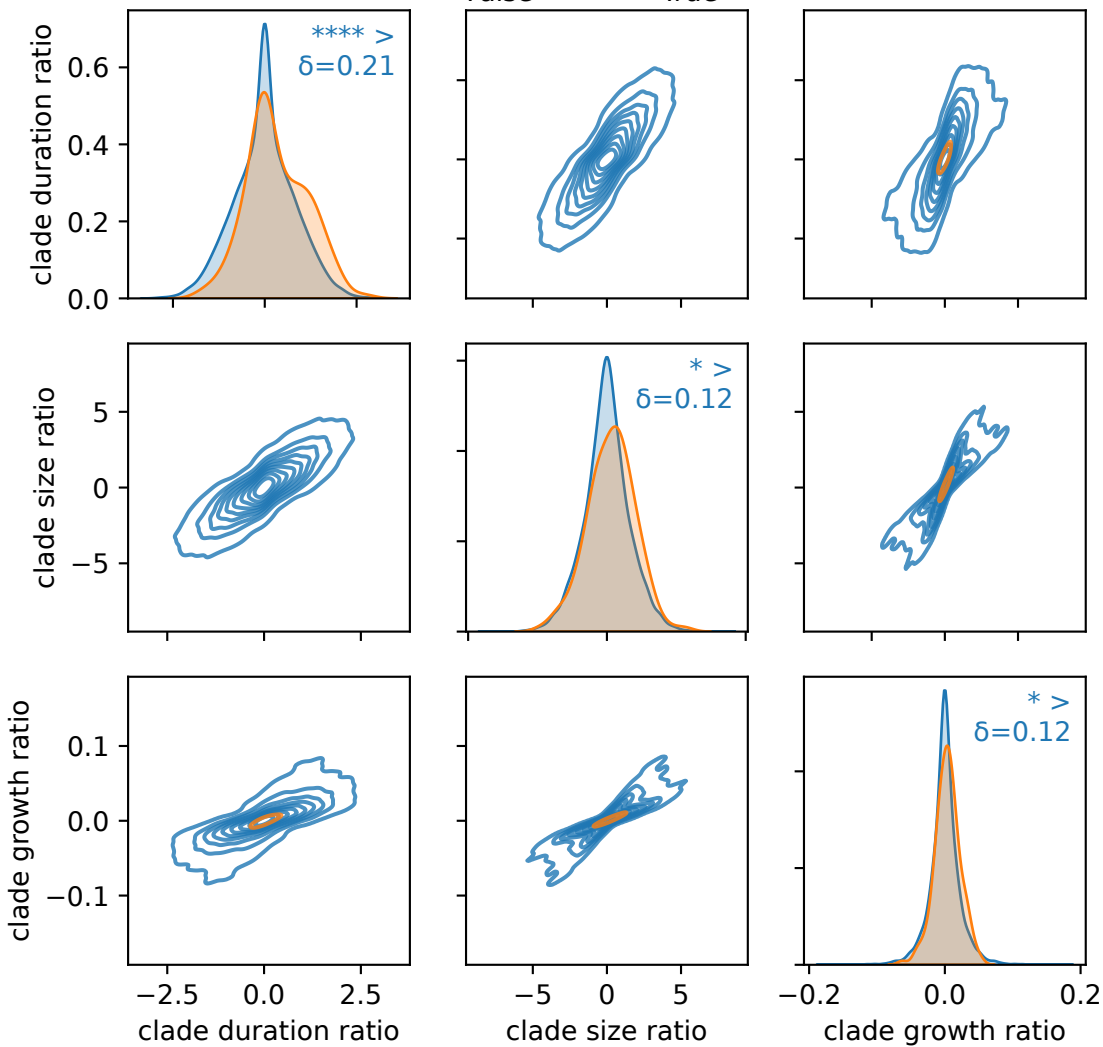 clade duration ratio
0.6
0.4
0.2
0.0
**** >
δ=0.21
clade size ratio
5
0
−5
* >
δ=0.12
clade growth ratio
0.1
0.0
−0.1
* >
δ=0.12
−2.5 0.0 2.5
−5 0 5
−0.2 0.0 0.2
clade duration ratio
clade size ratio
clade growth ratio